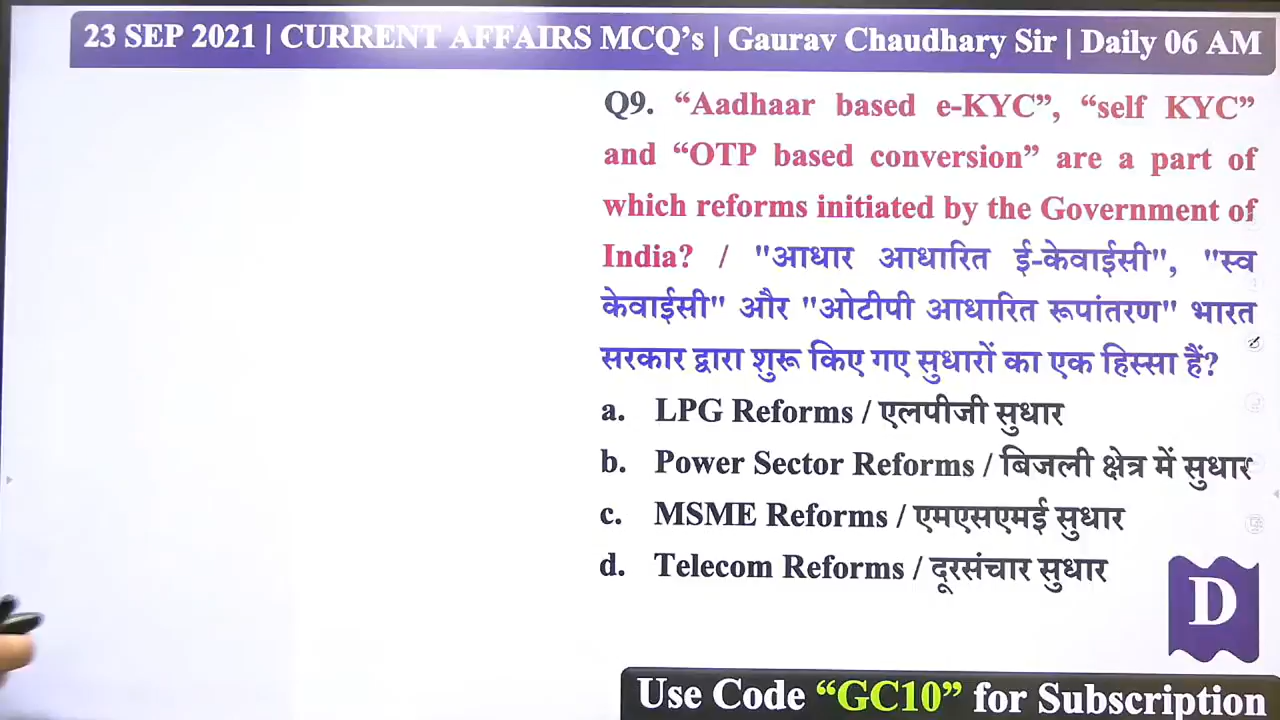 23 SEP 2021 | CURRENT AFFAIRS MCQ’s | Gaurav Chaudhary Sir | Daily 06 AM
Q9. “Aadhaar based e-KYC”, “self KYC”
and “OTP based conversion” are a part of
which reforms initiated by the Government of
India? / "आधार आधारित ई-केवाईसी", "स्व
केवाईसी" और "ओटीपी आधारित रूपांतरण" भारत
सरकार द्वारा शुरू किए गए सुधारों का एक हिस्सा हैं?
a. LPG Reforms / एलपीजी सुधार
b. Power Sector Reforms / बिजली क्षेत्र में सुधार
c. MSME Reforms / एमएसएमई सुधार
d. Telecom Reforms / दूरसंचार सुधार
D
Use Code “GC10” for Subscription